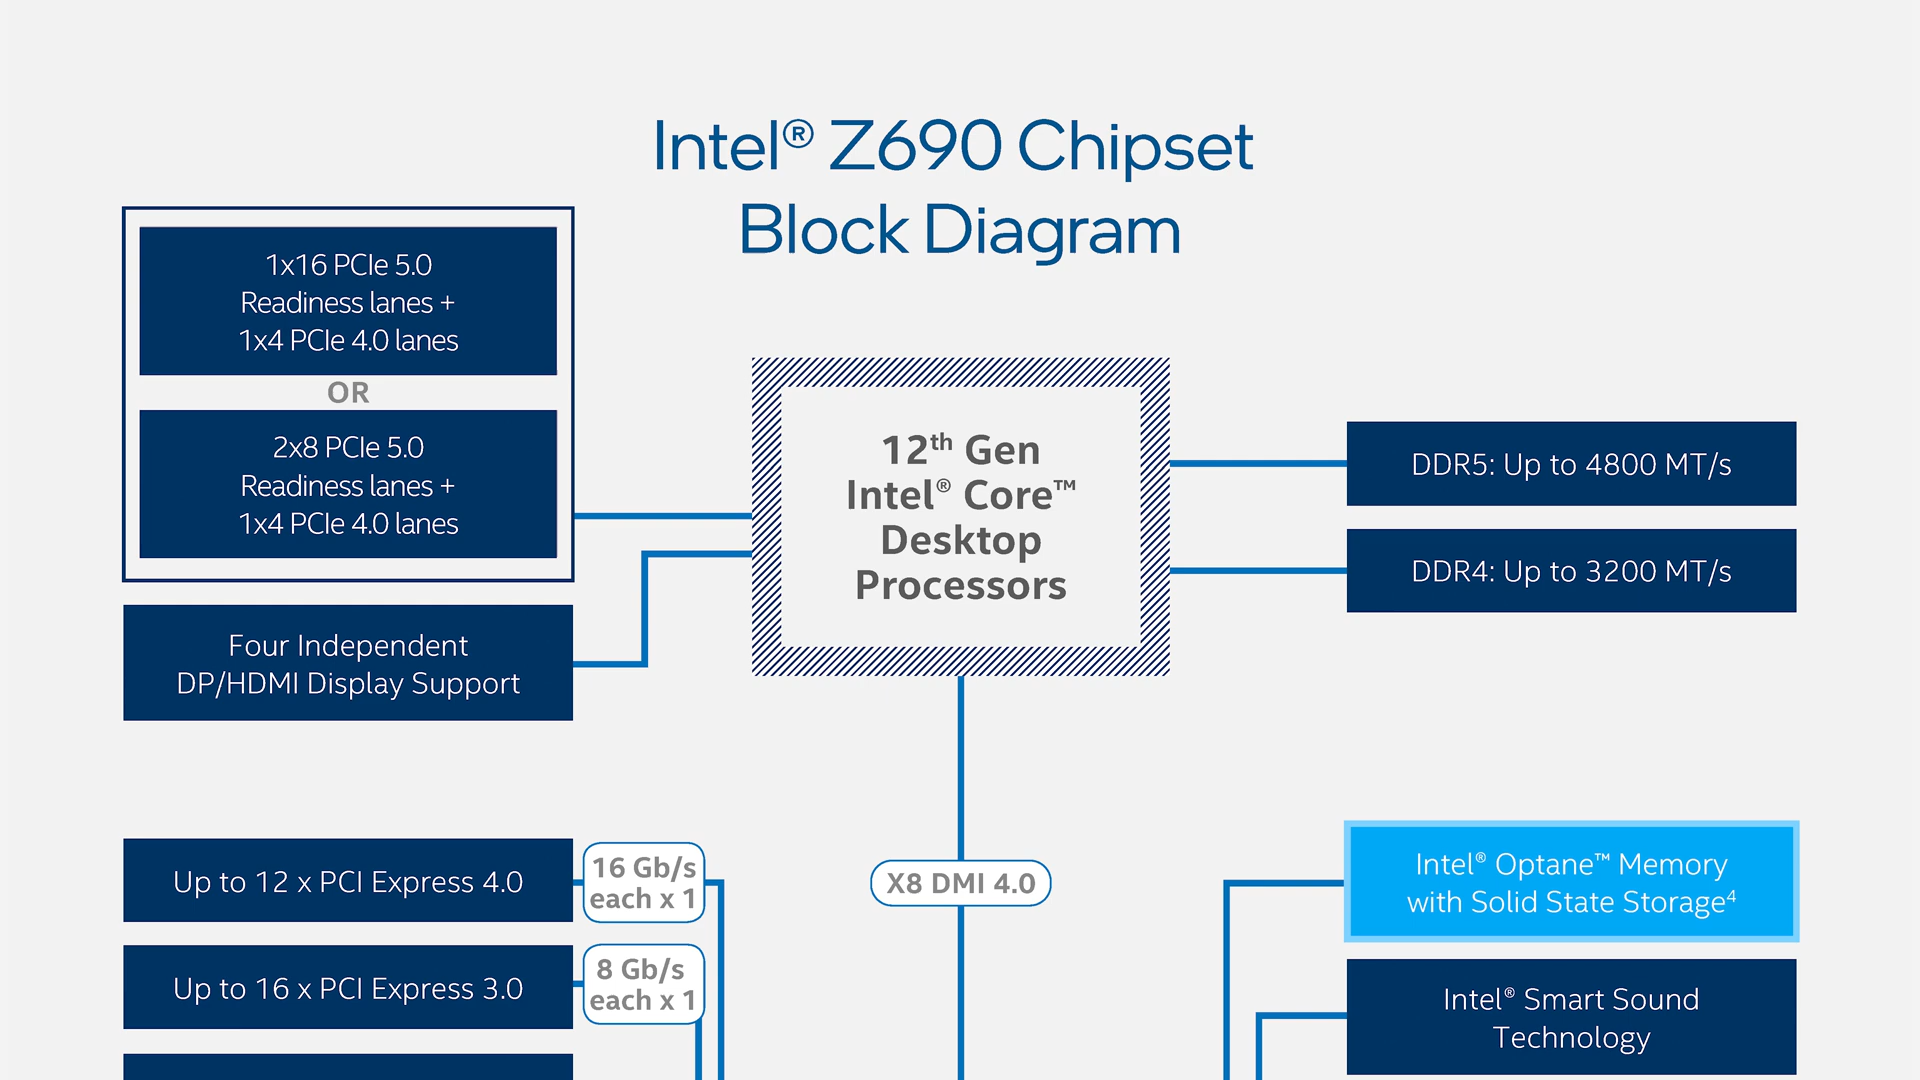 Intel® Z690 Chipset
Block Diagram
1x16 PCIe 5.0
Readiness lanes +
1x4 PCIe 4.0 lanes
OR
2x8 PCIe 5.0
Readiness lanes +
1x4 PCIe 4.0 lanes
Four Independent
DP/HDMI Display Support
12th Gen
Intel® Core™
Desktop
Processors
DDR5: Up to 4800 MT/s
DDR4: Up to 3200 MT/s
X8 DMI 4.0
Up to 12 x PCI Express 4.0
16 Gb/s
each x 1
Up to 16 x PCI Express 3.0
8 Gb/s
each x 1
Intel® Optane™ Memory
with Solid State Storage⁴
Intel® Smart Sound
Technology